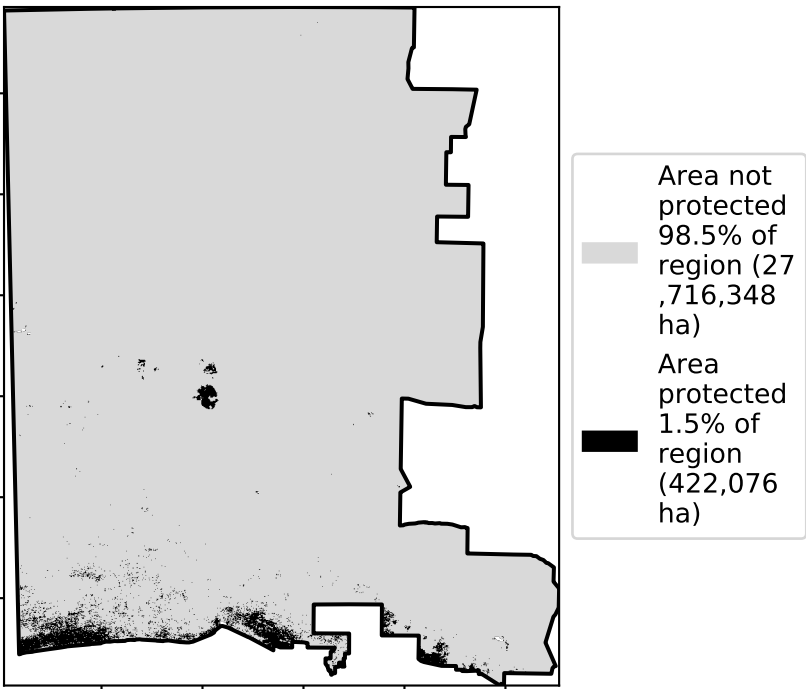 Area not
protected
98.5% of
region (27
,716,348
ha)
Area
protected
1.5% of
region
(422,076
ha)